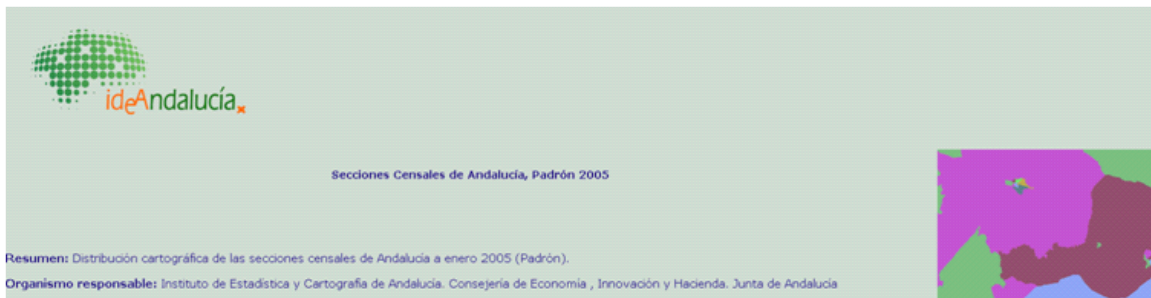 ideAndalucía
Secciones Censales de Andalucía, Padrón 2005
Resumen: Distribución cartográfica de las secciones censales de Andalucía a enero 2005 (Padrón).
Organismo responsable: Instituto de Estadística y Cartografía de Andalucía. Consejería de Economía , Innovación y Hacienda. Junta de Andalucía